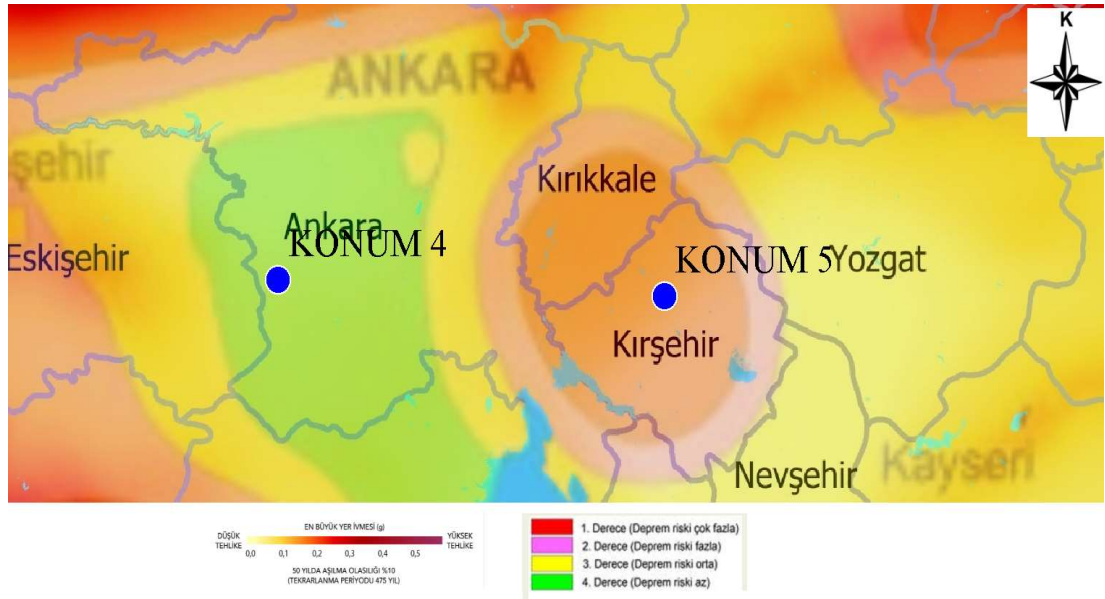 K
ANKARA
şehir
Kırıkkale
Ankara
KONUM 4
Eskişehir
KONUM 5
Yozgat
Kırşehir
Nevşehir
Kayseri
EN BÜYÜK YER İVMESİ (g)
DÜŞÜK TEHLİKE
0,0 0,1 0,2 0,3 0,4 0,5
YÜKSEK TEHLİKE
50 YILDA AŞILMA OLASILIĞI %10
(TEKRARLANMA PERİYODU 475 YIL)
1. Derece (Deprem riski çok fazla)
2. Derece (Deprem riski fazla)
3. Derece (Deprem riski orta)
4. Derece (Deprem riski az)